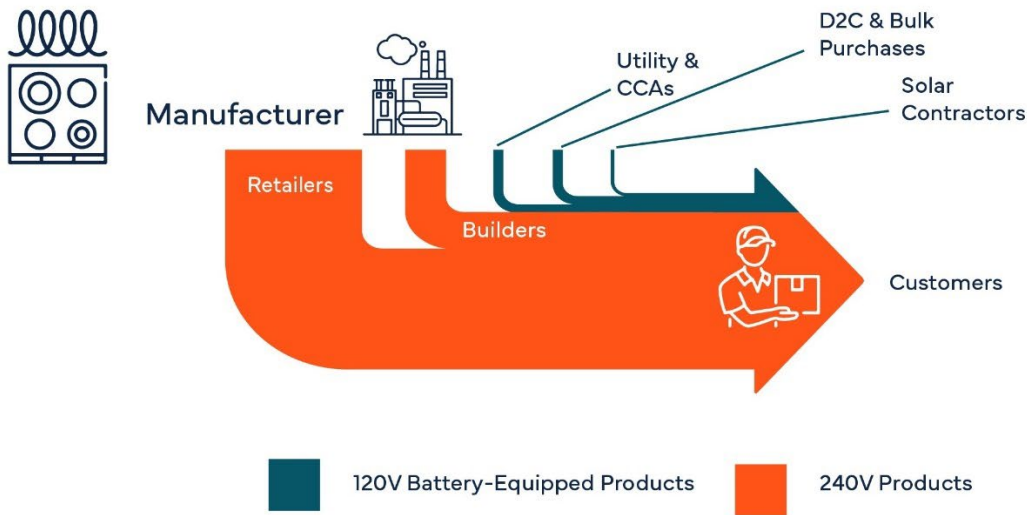 D2C & Bulk
Purchases
Utility &
CCAs
Solar
Contractors
Manufacturer
Retailers
Builders
Customers
120V Battery-Equipped Products
240V Products